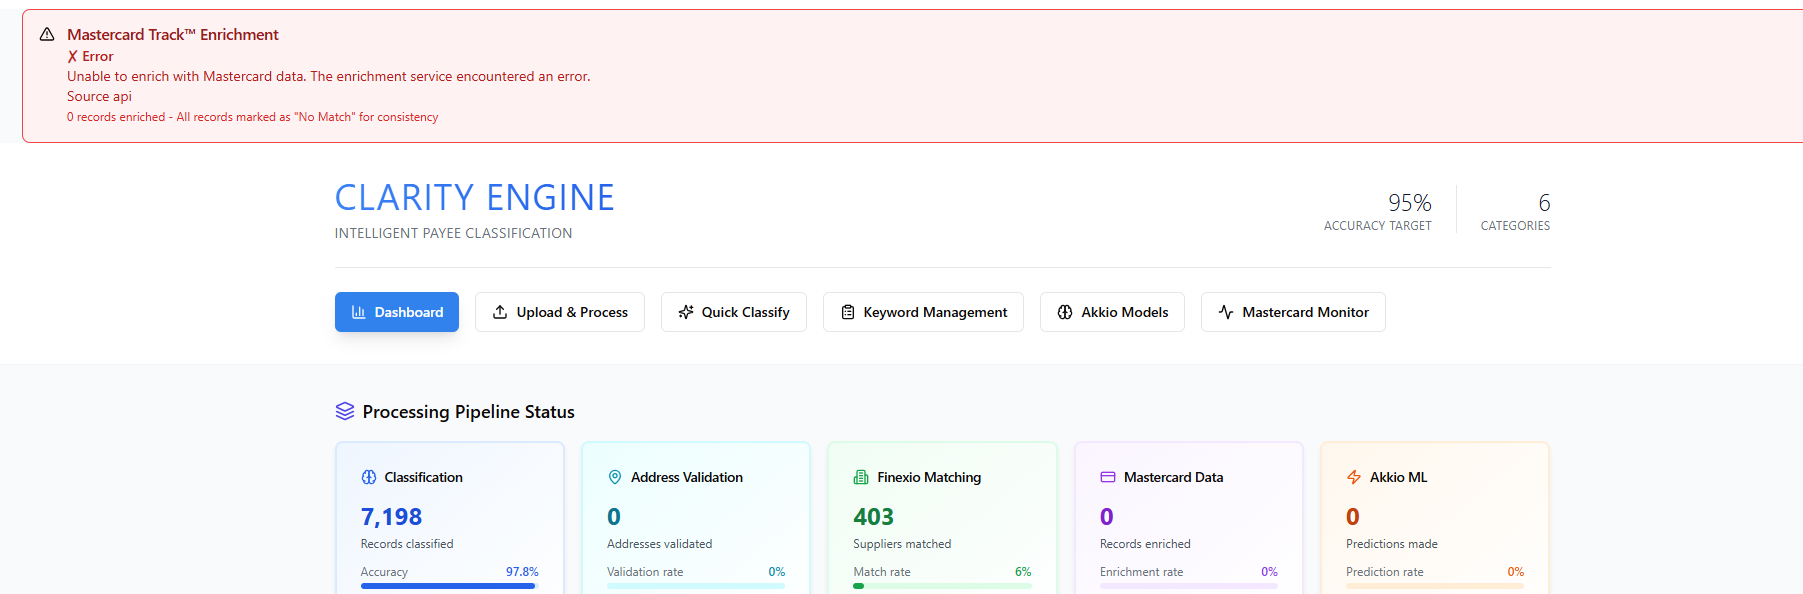 Mastercard Track™ Enrichment
✗ Error
Unable to enrich with Mastercard data. The enrichment service encountered an error.
Source api
0 records enriched - All records marked as "No Match" for consistency
CLARITY ENGINE
INTELLIGENT PAYEE CLASSIFICATION
95%
ACCURACY TARGET
6
CATEGORIES
Dashboard
Upload & Process
Quick Classify
Keyword Management
Akkio Models
Mastercard Monitor
Processing Pipeline Status
Classification
7,198
Records classified
Accuracy 97.8%
Address Validation
0
Addresses validated
Validation rate 0%
Finexio Matching
403
Suppliers matched
Match rate 6%
Mastercard Data
0
Records enriched
Enrichment rate 0%
Akkio ML
0
Predictions made
Prediction rate 0%